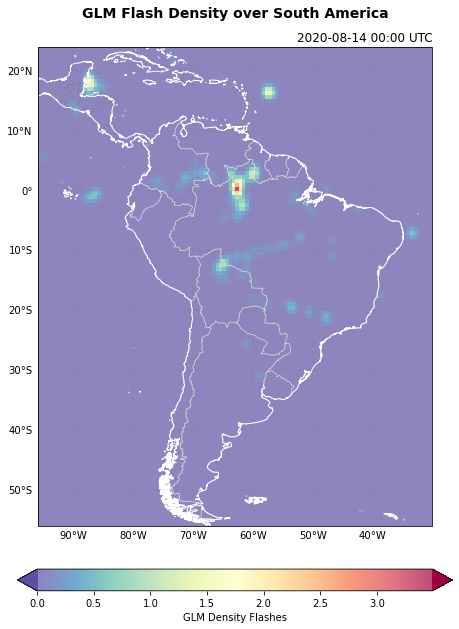 GLM Flash Density over South America
2020-08-14 00:00 UTC
20°N
10°N
0°
10°S
20°S
30°S
40°S
50°S
90°W 80°W 70°W 60°W 50°W 40°W
0.0 0.5 1.0 1.5 2.0 2.5 3.0
GLM Density Flashes